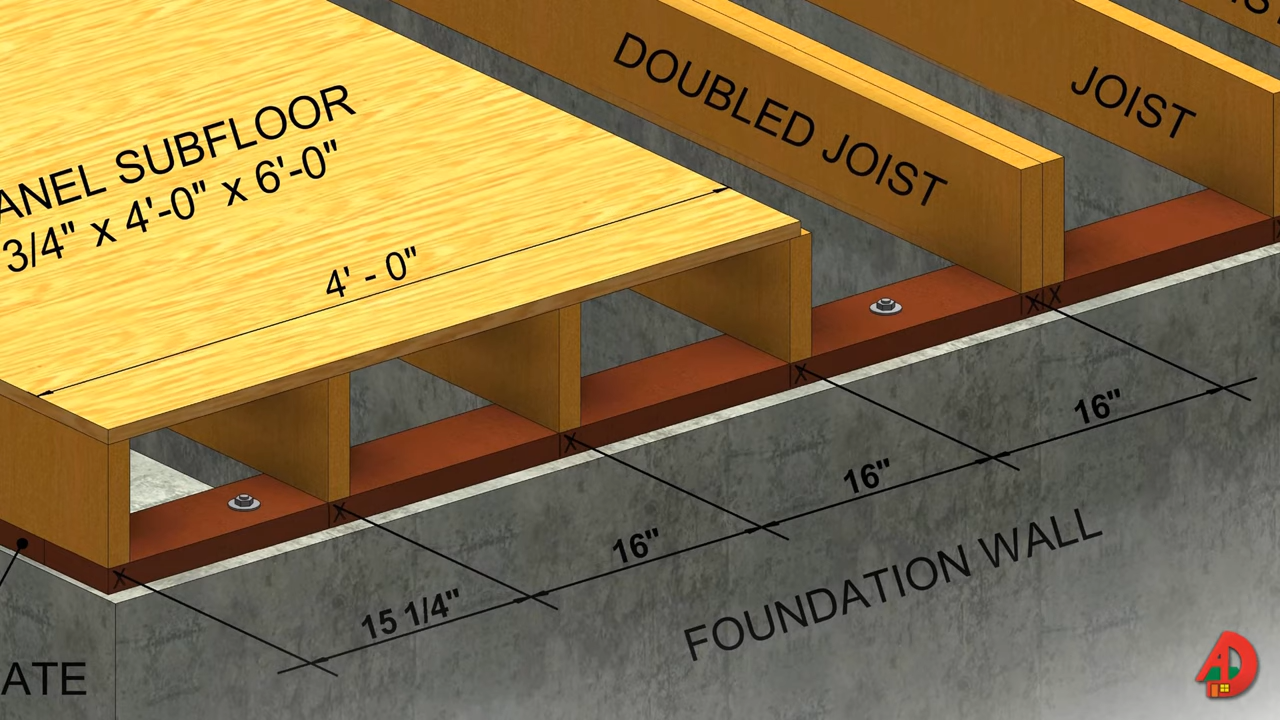 ANEL SUBFLOOR
3/4" x 4'-0" x 6'-0"
4' - 0"
DOUBLED JOIST
JOIST
15 1/4"
16"
16"
16"
FOUNDATION WALL
ATE